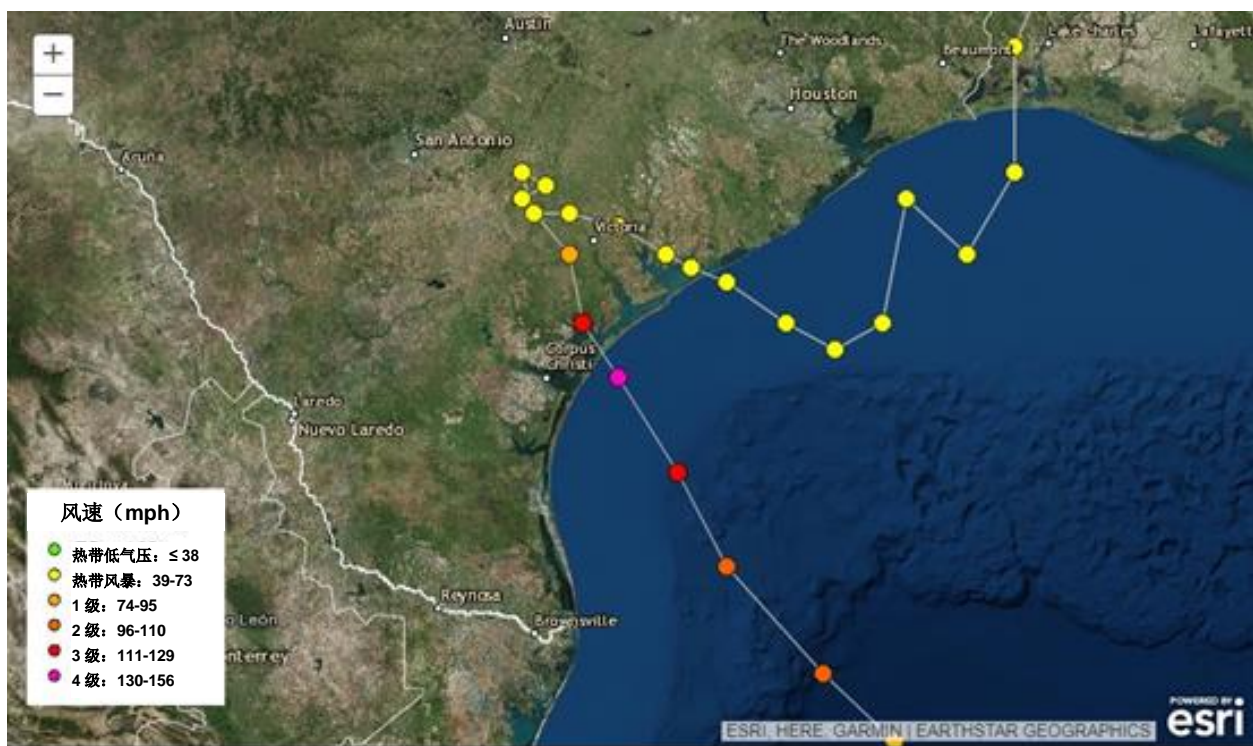 +
Austin
The Woodlands
Beaumont
Lake Charles
Lafayett
−
Houston
San Antonio
Acuña
Victoria
Corpus
Christi
Laredo
Nuevo Laredo
风速（mph）
热带低气压：≤ 38
热带风暴：39-73
1 级：74-95
2 级：96-110
3 级：111-129
4 级：130-156
Reynosa
Brownsville
o León
onterrey
ESRI, HERE, GARMIN | EARTHSTAR GEOGRAPHICS
POWERED BY
esri